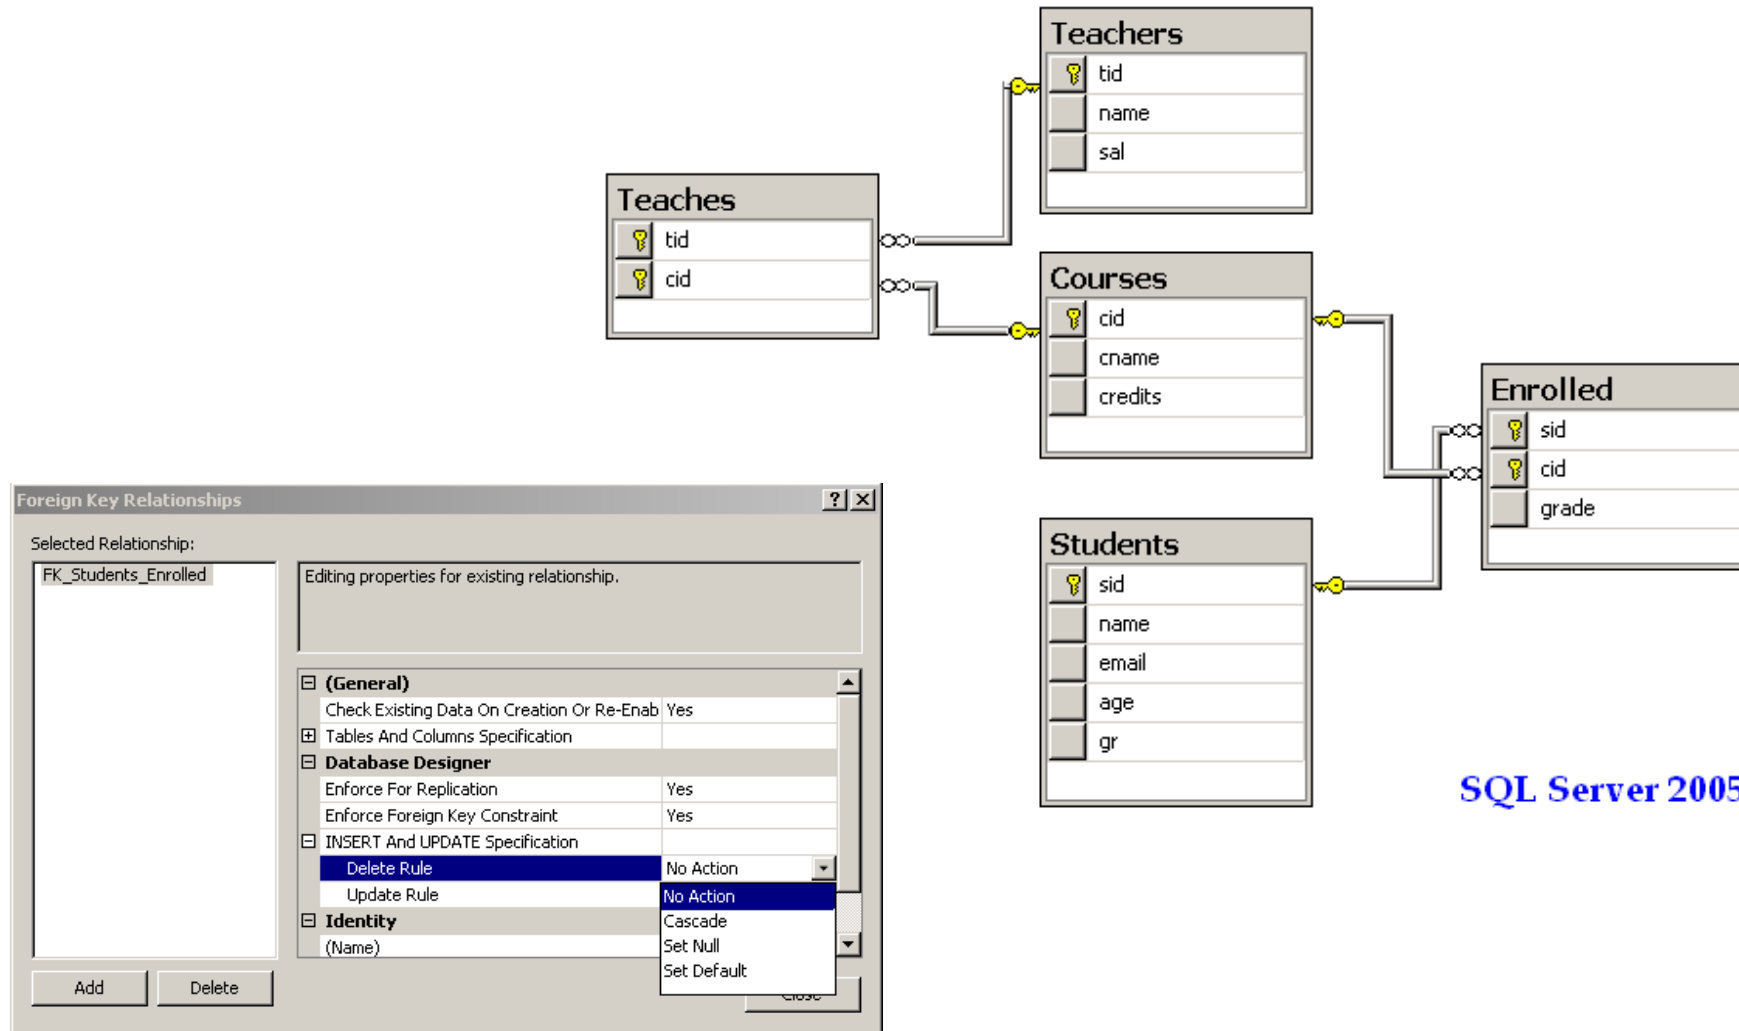 Teachers
tid
name
sal
Teaches
tid
cid
Courses
cid
cname
credits
Enrolled
sid
cid
grade
Students
sid
name
email
age
gr
SQL Server 2005
Foreign Key Relationships
Selected Relationship:
FK_Students_Enrolled
Editing properties for existing relationship.
(General)
Check Existing Data On Creation Or Re-Enab Yes
Tables And Columns Specification
Database Designer
Enforce For Replication Yes
Enforce Foreign Key Constraint Yes
INSERT And UPDATE Specification
Delete Rule No Action
Update Rule
No Action
Cascade
Set Null
Set Default
Identity
(Name)
Add Delete Close